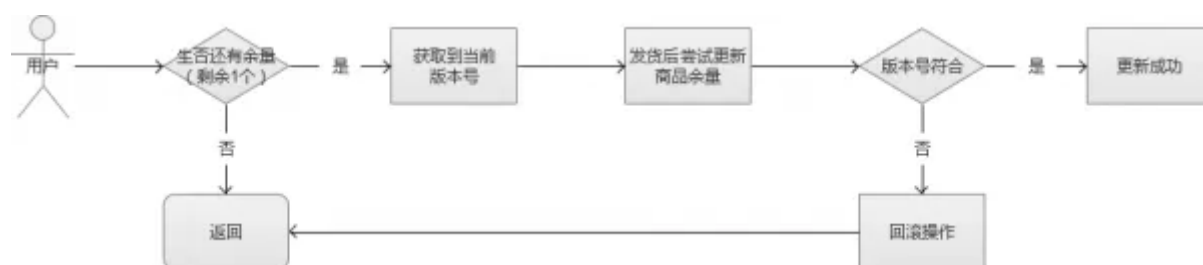 用户
生否还有余量
（剩余1个）
是
获取到当前
版本号
发货后尝试更新
商品余量
版本号符合
是
更新成功
否
否
返回
回滚操作